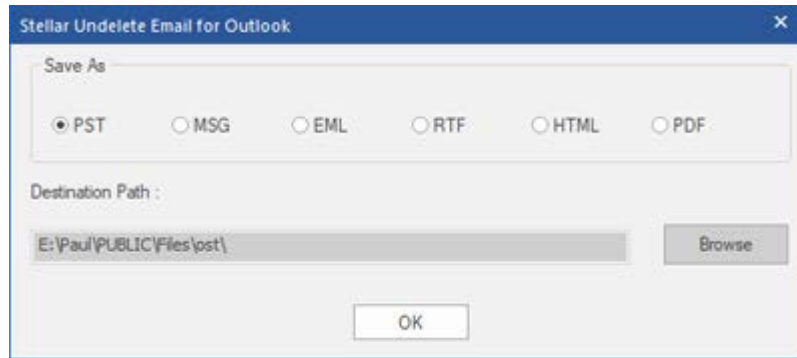 Stellar Undelete Email for Outlook
Save As
PST MSG EML RTF HTML PDF
Destination Path :
E:\Paul\PUBLIC\Files\pst\ Browse
OK